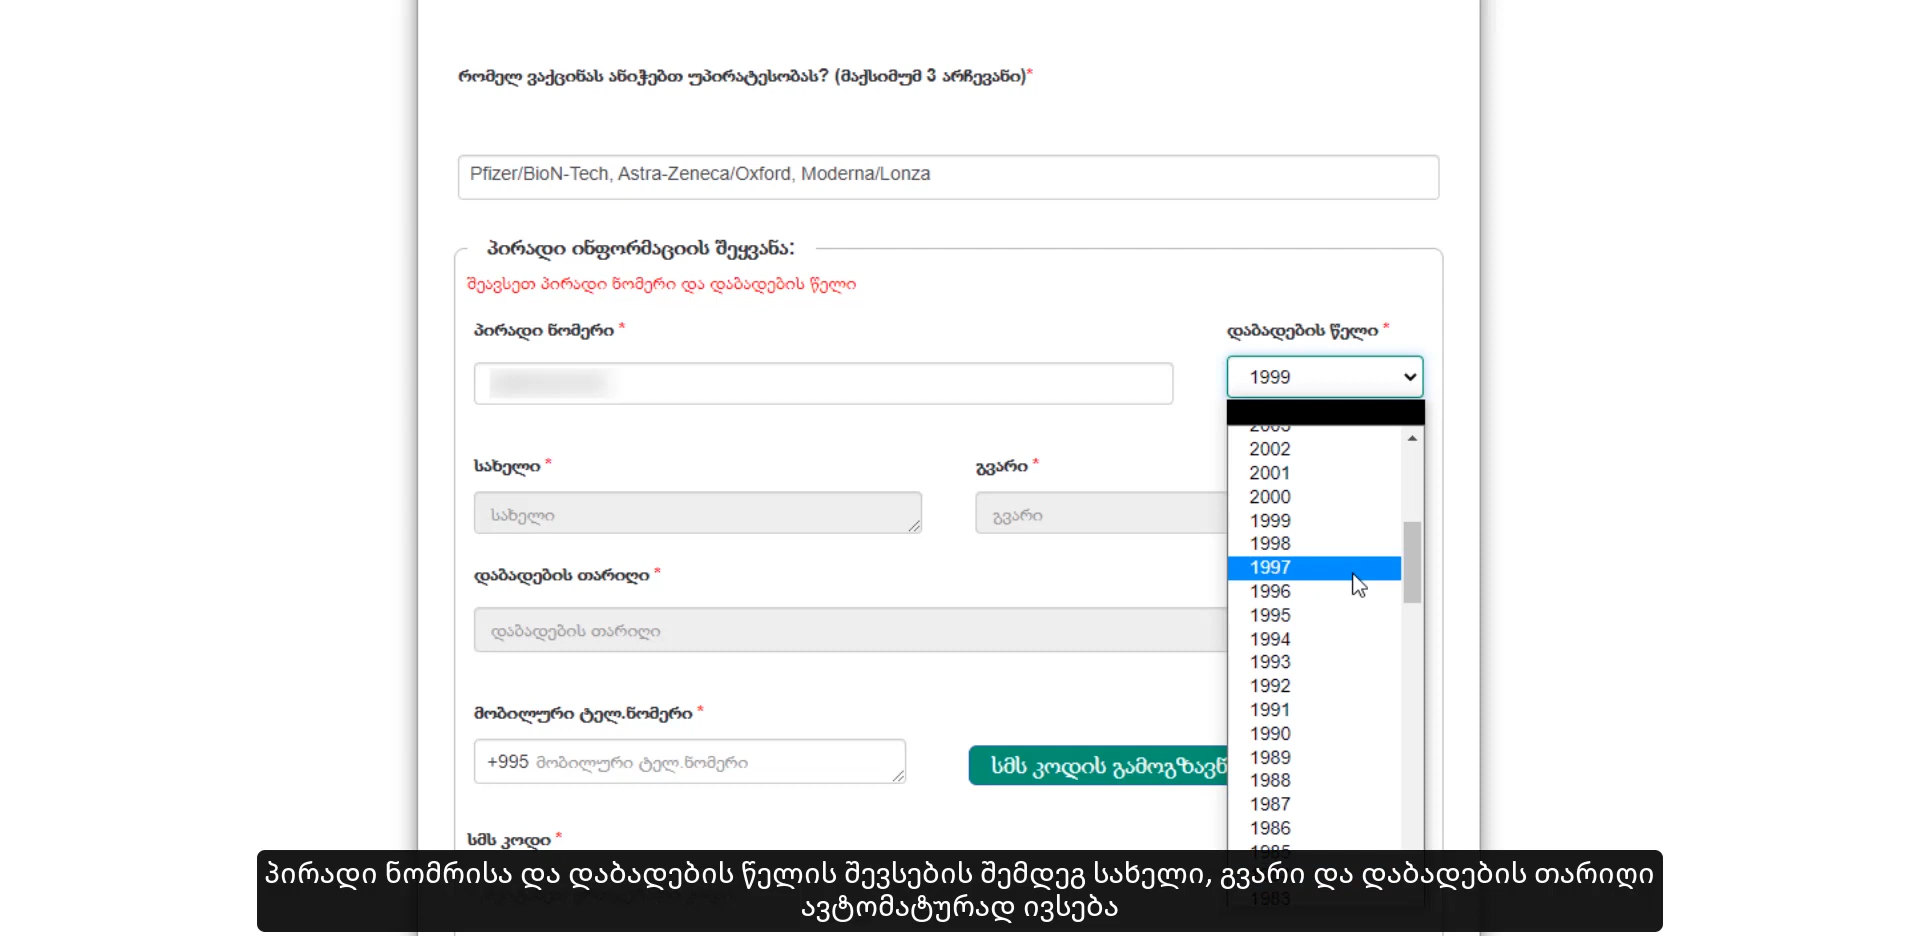 რომელ ვაქცინას ანიჭებთ უპირატესობას? (მაქსიმუმ 3 არჩევანი)*
Pfizer/BioN-Tech, Astra-Zeneca/Oxford, Moderna/Lonza
პირადი ინფორმაციის შეყვანა:
შეავსეთ პირადი ნომერი და დაბადების წელი
პირადი ნომერი *
დაბადების წელი *
1999
2003
2002
2001
2000
1999
1998
1997
1996
1995
1994
1993
1992
1991
1990
1989
1988
1987
1986
1985
1983
სახელი *
გვარი *
სახელი
გვარი
დაბადების თარიღი *
დაბადების თარიღი
მობილური ტელ.ნომერი *
+995 მობილური ტელ.ნომერი
სმს კოდის
სმს კოდი *
პირადი ნომრისა და დაბადების წელის შევსების შემდეგ სახელი, გვარი და დაბადების თარიღი
ავტომატურად ივსება